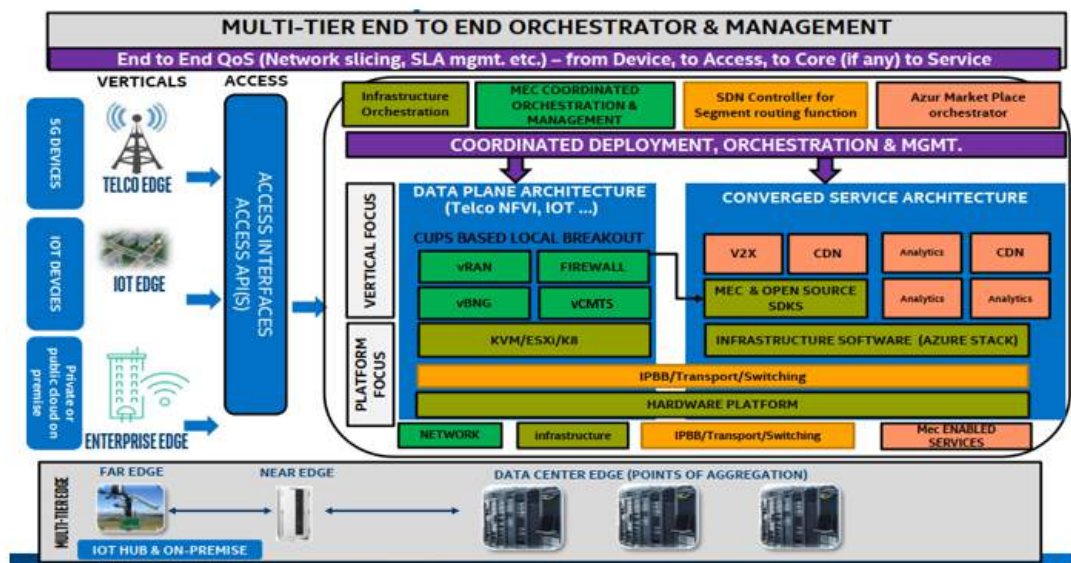 MULTI-TIER END TO END ORCHESTRATOR & MANAGEMENT
End to End QoS (Network slicing, SLA mgmt. etc.) – from Device, to Access, to Core (if any) to Service
VERTICALS
ACCESS
5G DEVICES
TELCO EDGE
IOT DEVCIES
IOT EDGE
Private or
public cloud on
premise
ENTERPRISE EDGE
ACCESS INTERFACES
ACCESS API(S)
Infrastructure
Orchestration
MEC COORDINATED
ORCHESTRATION &
MANAGEMENT
SDN Controller for
Segment routing function
Azur Market Place
orchestrator
COORDINATED DEPLOYMENT, ORCHESTRATION & MGMT.
VERTICAL FOCUS
PLATFORM
FOCUS
DATA PLANE ARCHITECTURE
(Telco NFVI, IOT ...)
CUPS BASED LOCAL BREAKOUT
vRAN
FIREWALL
vBNG
vCMTS
KVM/ESXi/K8
CONVERGED SERVICE ARCHITECTURE
V2X
CDN
Analytics
CDN
MEC & OPEN SOURCE
SDKS
Analytics
Analytics
INFRASTRUCTURE SOFTWARE (AZURE STACK)
IPBB/Transport/Switching
HARDWARE PLATFORM
NETWORK
infrastructure
IPBB/Transport/Switching
Mec ENABLED
SERVICES
MULTI-TIER EDGE
FAR EDGE
NEAR EDGE
DATA CENTER EDGE (POINTS OF AGGREGATION)
IOT HUB & ON-PREMISE